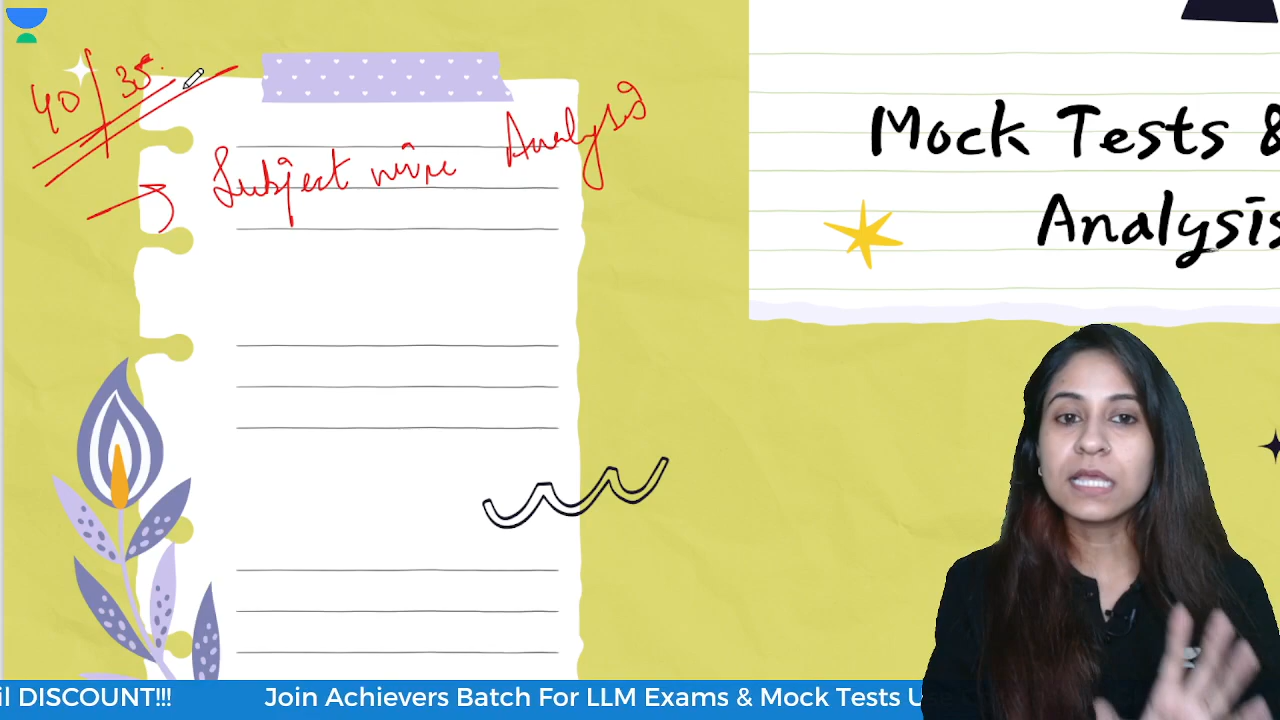 40/35
Subject wise Analysis
Mock Tests &
Analysis
il DISCOUNT!!! Join Achievers Batch For LLM Exams & Mock Tests U